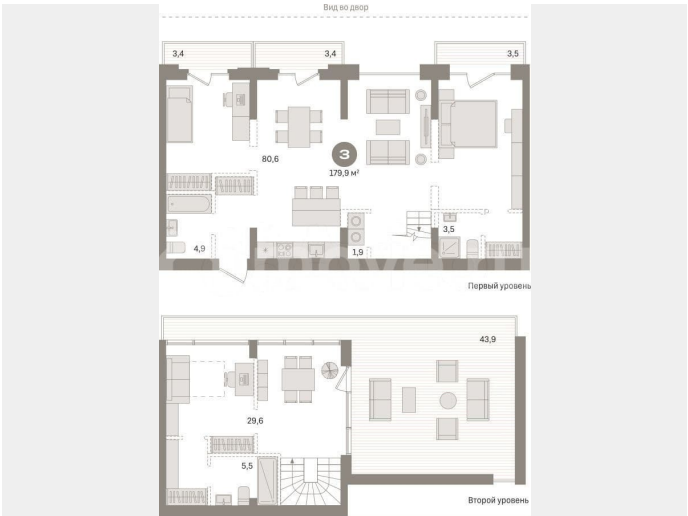 Вид во двор
3,4
3,4
3,5
80,6
3
179,9 м²
4,9
1,9
3,5
Первый уровень
43,9
29,6
5,5
Второй уровень